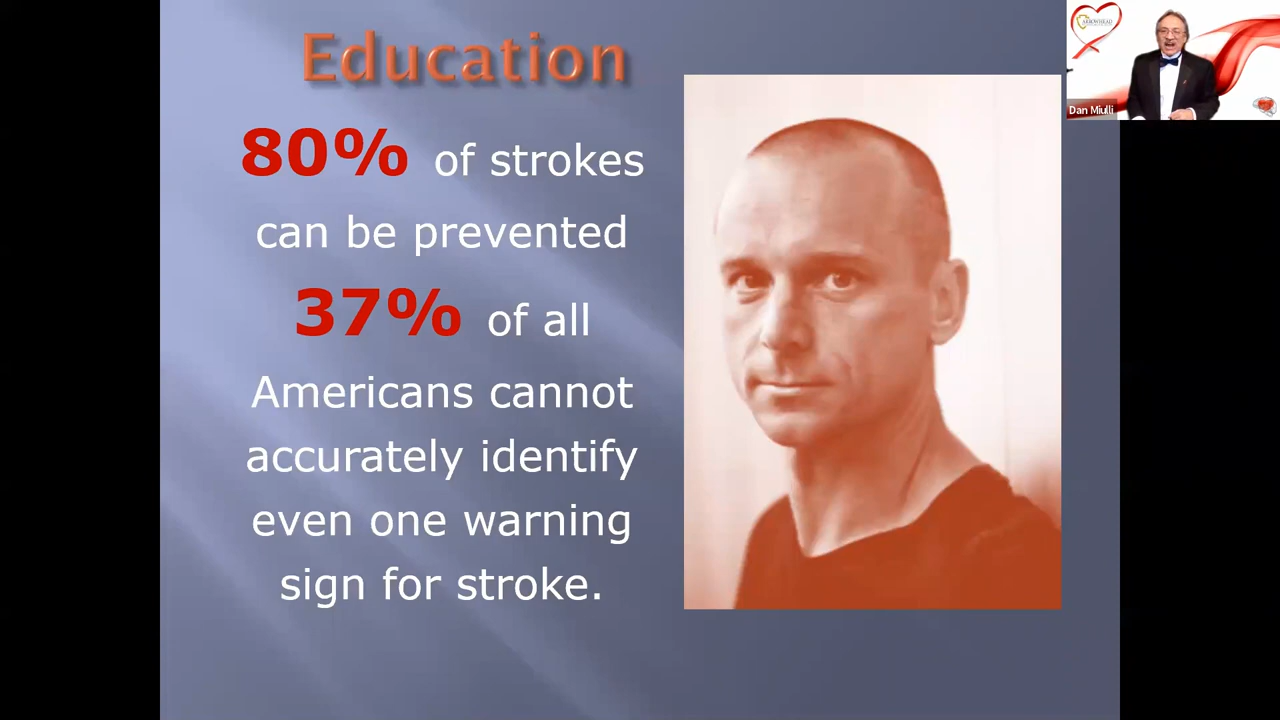 Education
80% of strokes
can be prevented
37% of all
Americans cannot
accurately identify
even one warning
sign for stroke.
ARROWHEAD
Dan Miulli